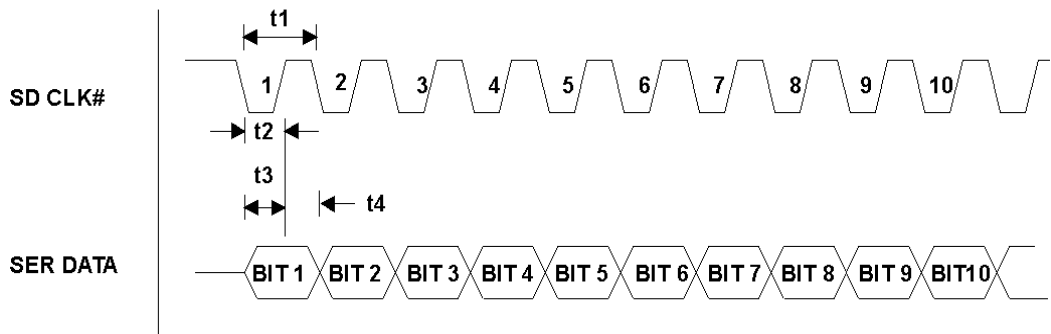 t1
SD CLK#
1 2 3 4 5 6 7 8 9 10
t2
t3
t4
SER DATA
BIT 1 BIT 2 BIT 3 BIT 4 BIT 5 BIT 6 BIT 7 BIT 8 BIT 9 BIT10